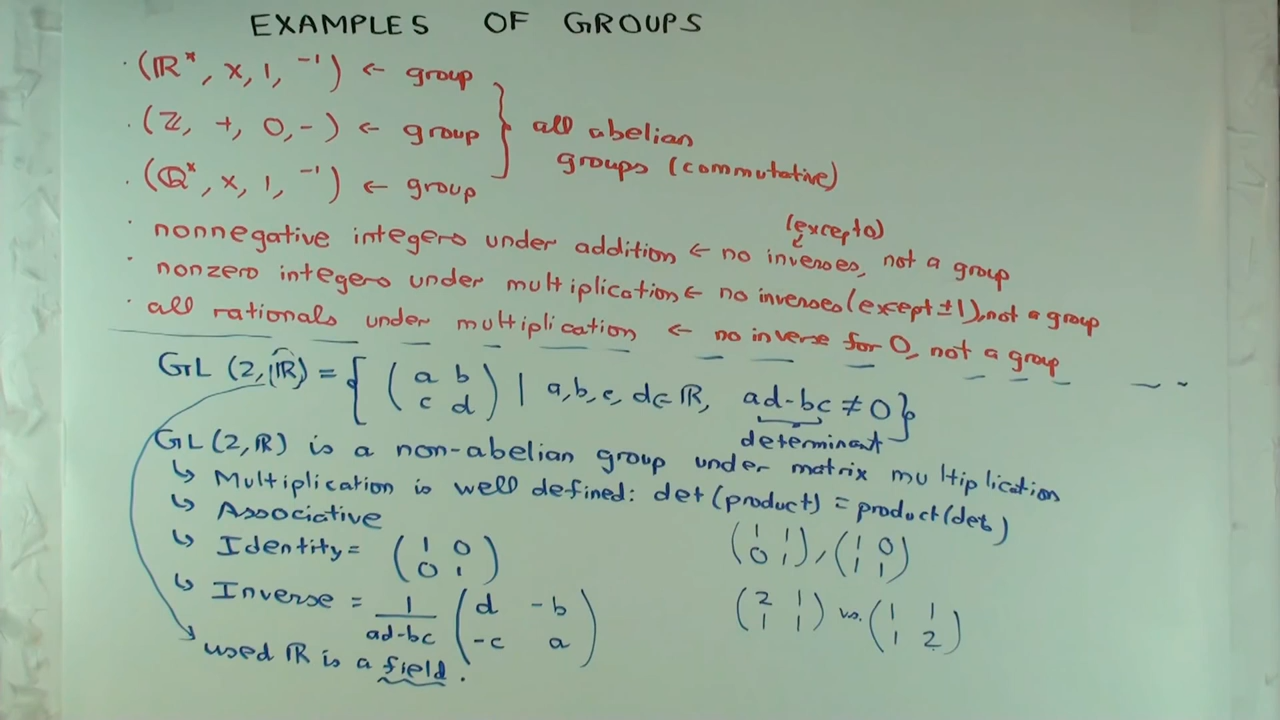 EXAMPLES OF GROUPS
· (ℝ*, ×, 1, ⁻¹) ← group
· (ℤ, +, 0, -) ← group
· (ℚ*, ×, 1, ⁻¹) ← group
} all abelian
groups (commutative)
(except 0)
· nonnegative integers under addition ← no inverses, not a group
· nonzero integers under multiplication ← no inverses (except ±1), not a group
· all rationals under multiplication ← no inverse for 0, not a group
GL (2, ℝ) = { ( a b ; c d ) | a, b, c, d ∈ ℝ, ad-bc ≠ 0 }
determinant
GL (2, ℝ) is a non-abelian group under matrix multiplication
↳ Multiplication is well defined: det (product) = product (det)
↳ Associative
↳ Identity = ( 1 0 ; 0 1 )
↳ Inverse = 1/(ad-bc) ( d -b ; -c a )
used ℝ is a field.
( 1 1 ; 0 1 ), ( 1 0 ; 1 1 )
( 2 1 ; 1 1 ) vs. ( 1 1 ; 1 2 )